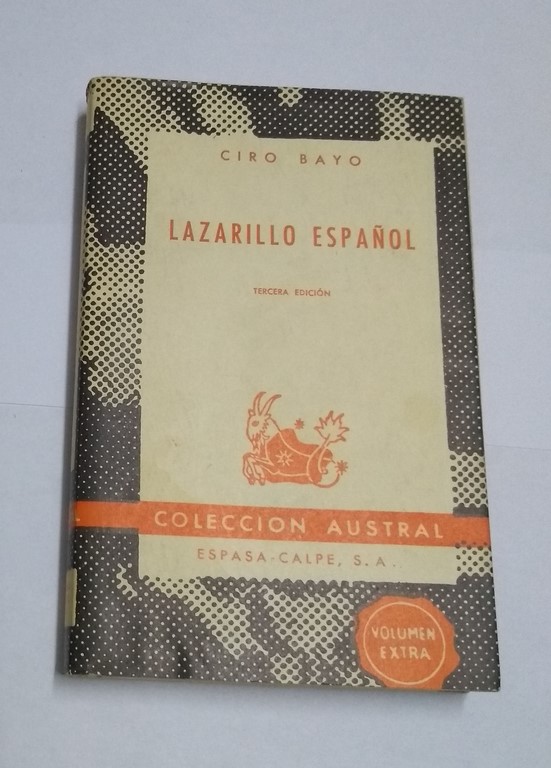 CIRO BAYO
LAZARILLO ESPAÑOL
TERCERA EDICIÓN
COLECCION AUSTRAL
ESPASA-CALPE, S. A.
VOLUMEN
EXTRA